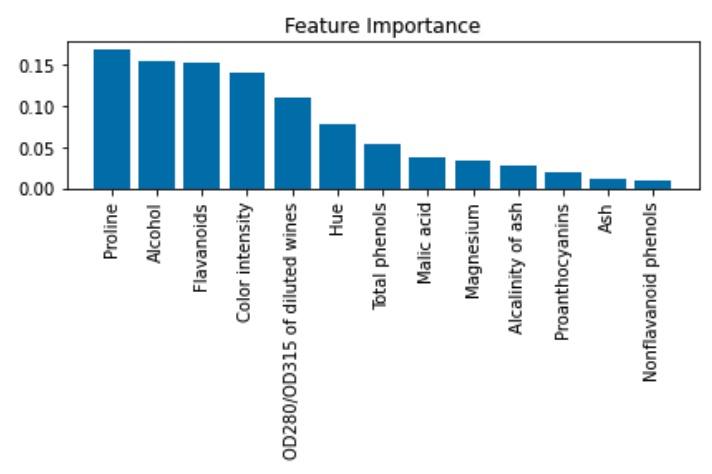 Feature Importance
0.15
0.10
0.05
0.00
Proline
Alcohol
Flavanoids
Color intensity
OD280/OD315 of diluted wines
Hue
Total phenols
Malic acid
Magnesium
Alcalinity of ash
Proanthocyanins
Ash
Nonflavanoid phenols